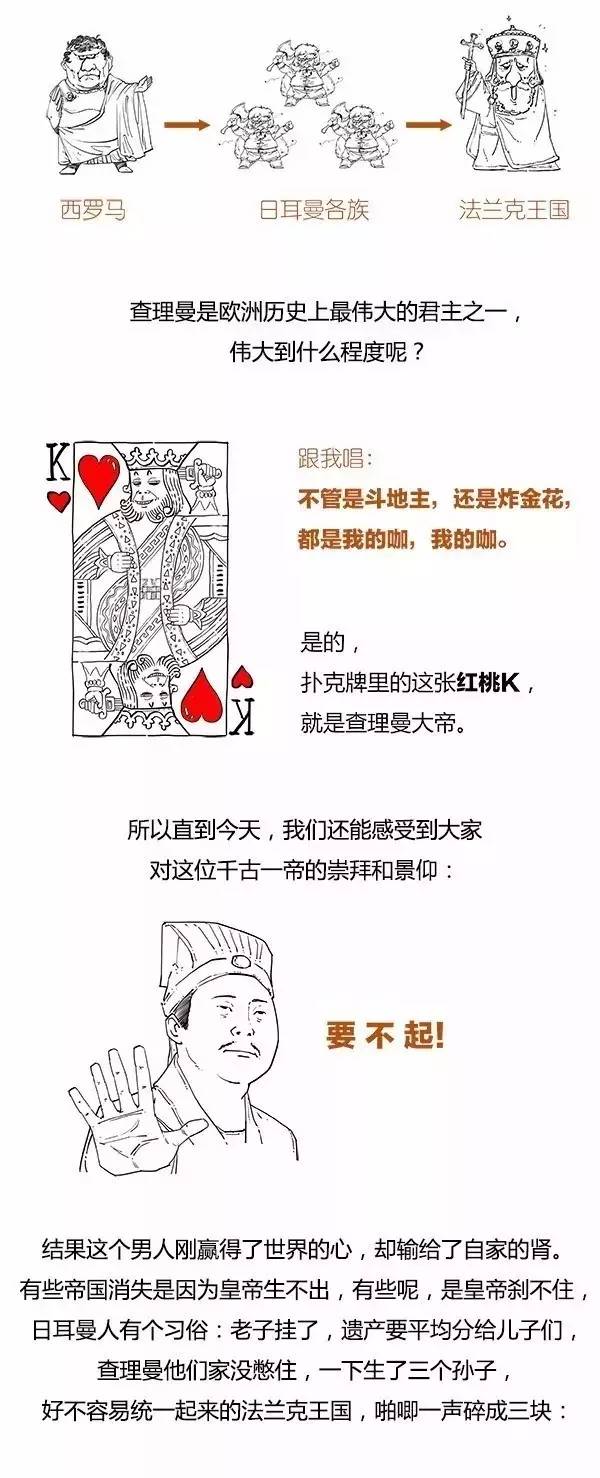 西罗马
日耳曼各族
法兰克王国
查理曼是欧洲历史上最伟大的君主之一，
伟大到什么程度呢？
K
跟我唱：
不管是斗地主，还是炸金花，
都是我的咖，我的咖。
是的，
扑克牌里的这张红桃K，
就是查理曼大帝。
K
所以直到今天，我们还能感受到大家
对这位千古一帝的崇拜和景仰：
要不起!
结果这个男人刚赢得了世界的心，却输给了自家的肾。
有些帝国消失是因为皇帝生不出，有些呢，是皇帝刹不住，
日耳曼人有个习俗：老子挂了，遗产要平均分给儿子们，
查理曼他们家没憋住，一下生了三个孙子，
好不容易统一起来的法兰克王国，啪唧一声碎成三块：